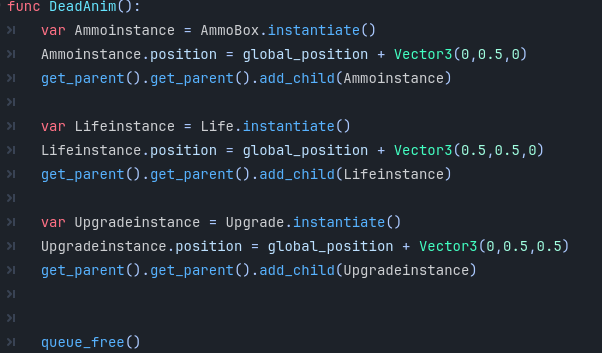 func DeadAnim():
var Ammoinstance = AmmoBox.instantiate()
Ammoinstance.position = global_position + Vector3(0,0.5,0)
get_parent().get_parent().add_child(Ammoinstance)
var Lifeinstance = Life.instantiate()
Lifeinstance.position = global_position + Vector3(0.5,0.5,0)
get_parent().get_parent().add_child(Lifeinstance)
var Upgradeinstance = Upgrade.instantiate()
Upgradeinstance.position = global_position + Vector3(0,0.5,0.5)
get_parent().get_parent().add_child(Upgradeinstance)
queue_free()